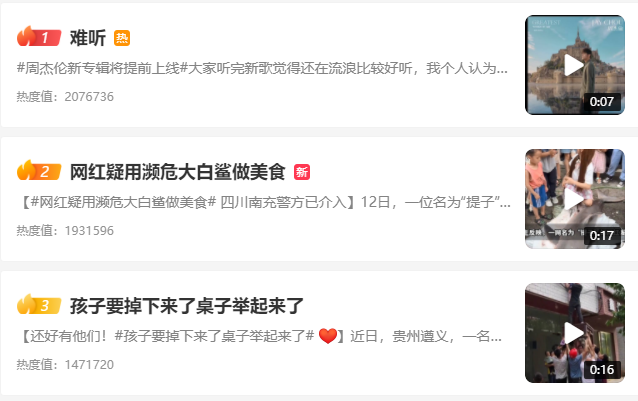 1 难听 热
#周杰伦新专辑将提前上线#大家听完新歌觉得还在流浪比较好听，我个人认为...
热度值：2076736
0:07
2 网红疑用濒危大白鲨做美食 新
【#网红疑用濒危大白鲨做美食# 四川南充警方已介入】12日，一位名为“提子”...
热度值：1931596
一网名为
0:17
3 孩子要掉下来了桌子举起来了
【还好有他们！#孩子要掉下来了桌子举起来了# ❤️】近日，贵州遵义，一名...
热度值：1471720
0:16